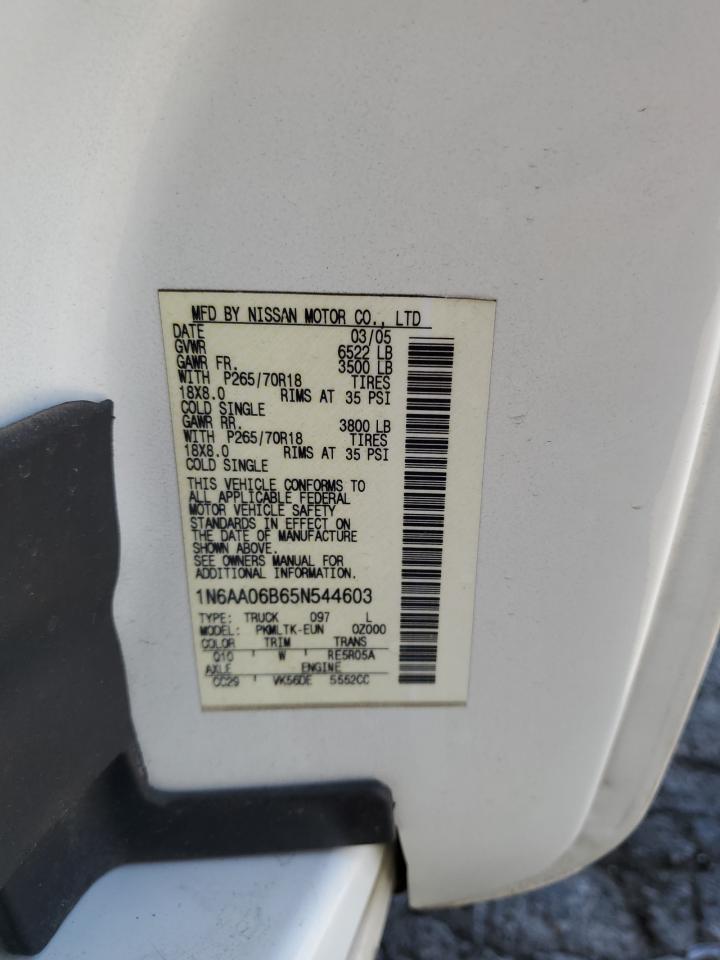 MFD BY NISSAN MOTOR CO., LTD
DATE 03/05
GVWR 6522 LB
GAWR FR. 3500 LB
WITH P265/70R18 TIRES
18X8.0 RIMS AT 35 PSI
COLD SINGLE
GAWR RR. 3800 LB
WITH P265/70R18 TIRES
18X8.0 RIMS AT 35 PSI
COLD SINGLE
THIS VEHICLE CONFORMS TO
ALL APPLICABLE FEDERAL
MOTOR VEHICLE SAFETY
STANDARDS IN EFFECT ON
THE DATE OF MANUFACTURE
SHOWN ABOVE.
SEE OWNERS MANUAL FOR
ADDITIONAL INFORMATION.
1N6AA06B65N544603
TYPE: TRUCK 097 L
MODEL: PKMLTK-EUN 0Z000
COLOR TRIM TRANS
Q10 W RE5R05A
AXLE ENGINE
CC29 VK56DE 5552CC